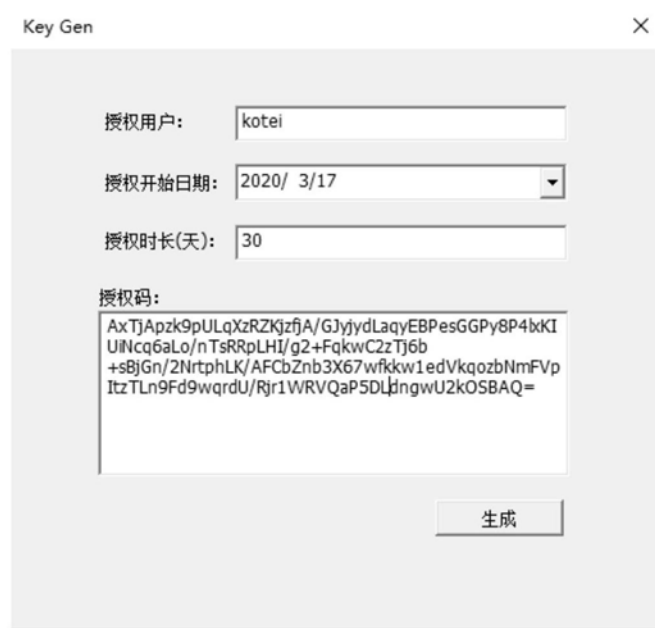 Key Gen
授权用户: kotei
授权开始日期: 2020/ 3/17
授权时长(天): 30
授权码:
AxTjApzk9pULqXzRZKjzfjA/GJyjydLaqyEBPesGGPy8P4lxKI
UiNcq6aLo/nTsRRpLHI/g2+FqkwC2zTj6b
+sBjGn/2NrtphLK/AFCbZnb3X67wfkkw1edVkqozbNmFVp
ItzTLn9Fd9wqrdU/Rjr1WRVQaP5DLdngwU2kOSBAQ=
生成